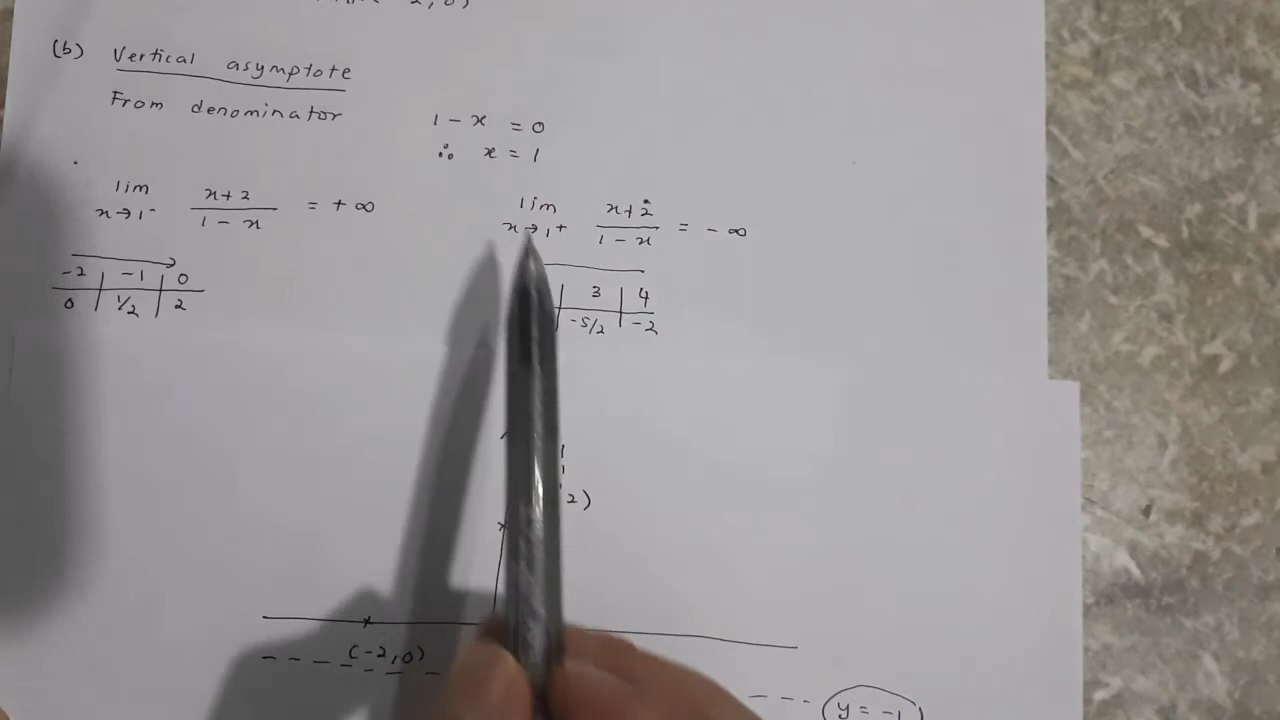 (b) Vertical asymptote
From denominator
1 - x = 0
∴ x = 1
lim x→1⁻ (x+2)/(1-x) = +∞
lim x→1⁺ (x+2)/(1-x) = -∞
-2 | -1 | 0
0 | 1/2 | 2
3 | 4
-5/2 | -2
2)
(-2,0)
y = -1